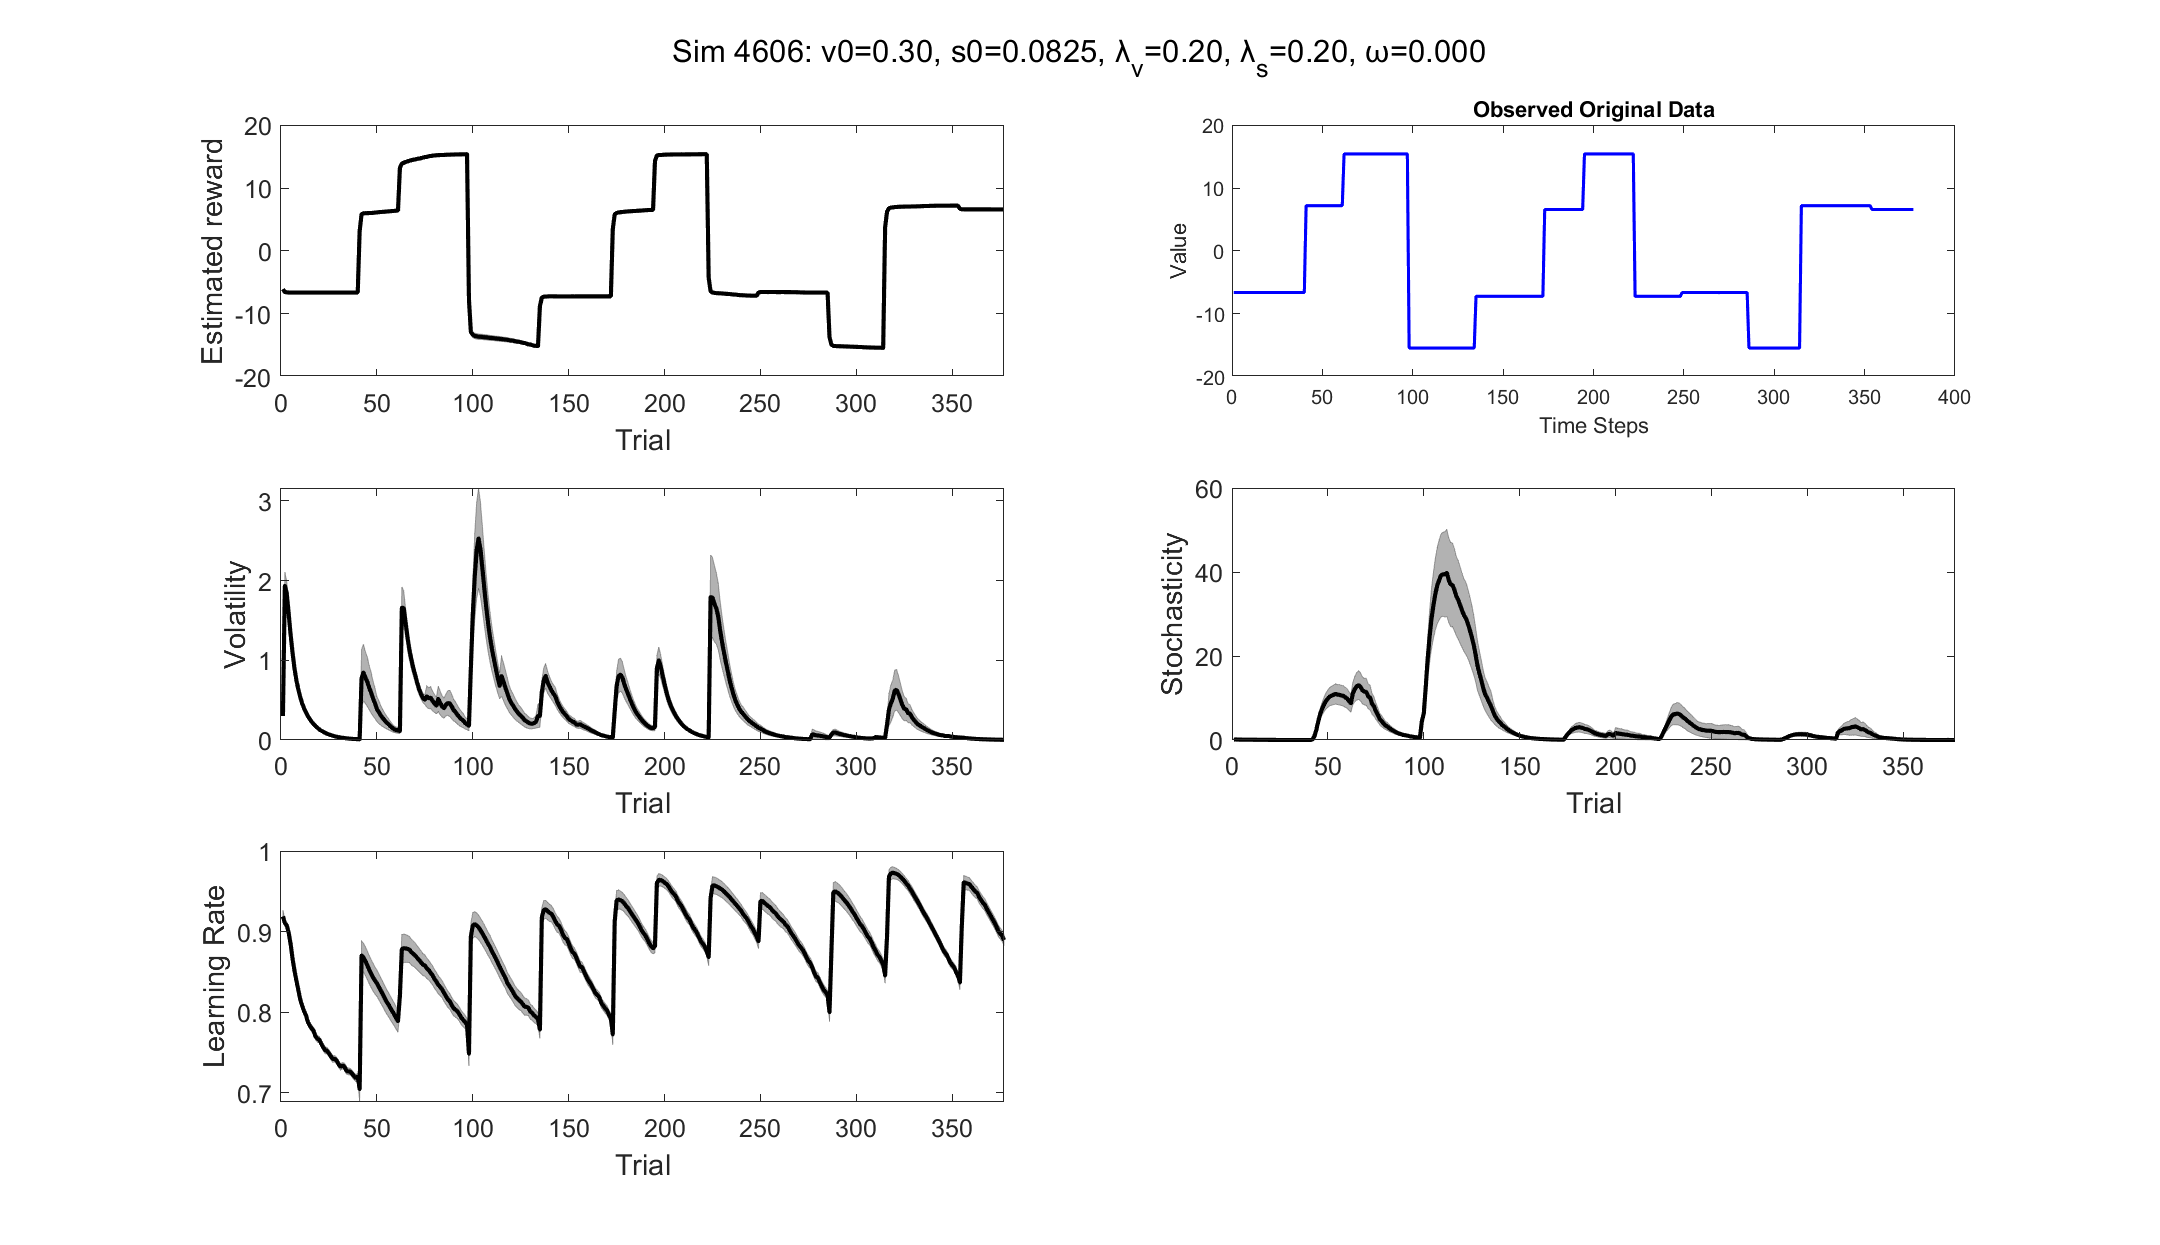 Sim 4606: v0=0.30, s0=0.0825, λv=0.20, λs=0.20, ω=0.000
20
10
0
-10
-20
Estimated reward
0 50 100 150 200 250 300 350
Trial
Observed Original Data
20
10
0
-10
-20
Value
0 50 100 150 200 250 300 350 400
Time Steps
3
2
1
0
Volatility
0 50 100 150 200 250 300 350
Trial
60
40
20
0
Stochasticity
0 50 100 150 200 250 300 350
Trial
1
0.9
0.8
0.7
Learning Rate
0 50 100 150 200 250 300 350
Trial